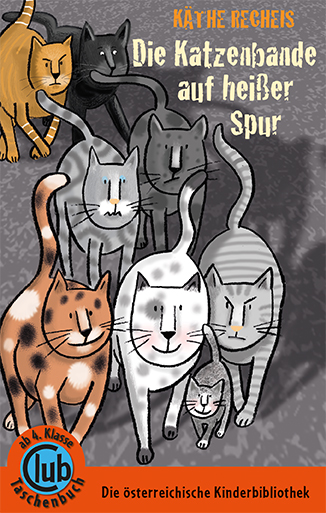 KÄTHE RECHEIS
Die Katzenbande
auf heißer
Spur
ab 4. Klasse
Club
Taschenbuch
Die österreichische Kinderbibliothek